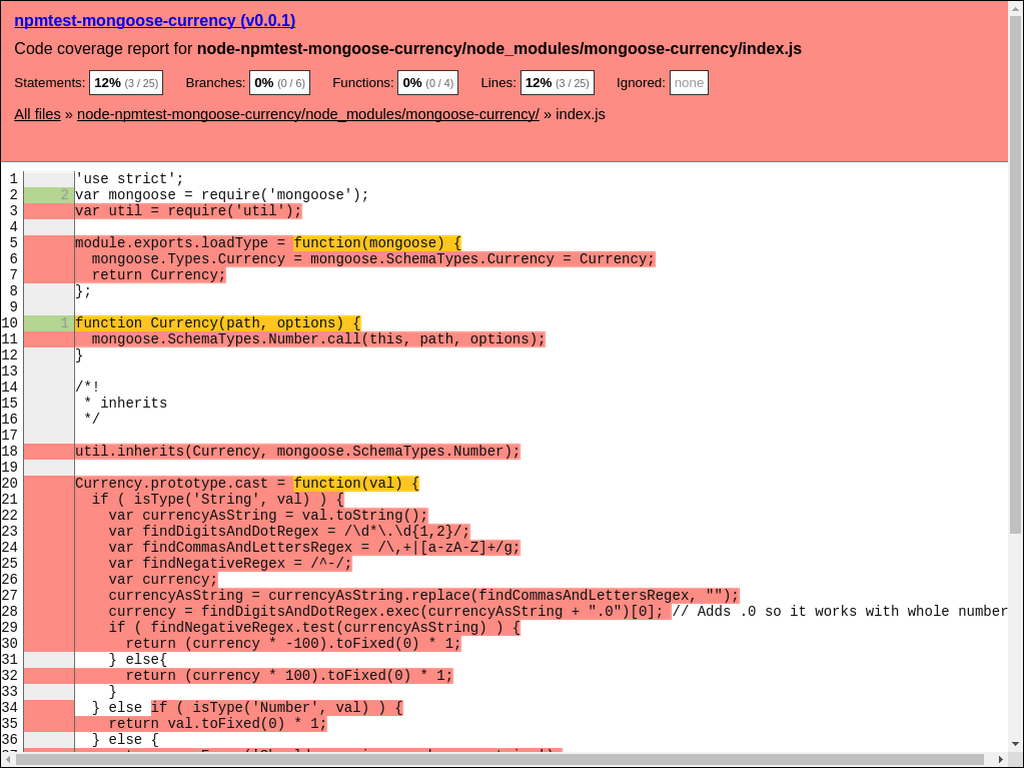 npmtest-mongoose-currency (v0.0.1)
Code coverage report for node-npmtest-mongoose-currency/node_modules/mongoose-currency/index.js
Statements: 12% (3 / 25) Branches: 0% (0 / 6) Functions: 0% (0 / 4) Lines: 12% (3 / 25) Ignored: none
All files » node-npmtest-mongoose-currency/node_modules/mongoose-currency/ » index.js
1 'use strict';
2 2 var mongoose = require('mongoose');
3 var util = require('util');
4
5 module.exports.loadType = function(mongoose) {
6 mongoose.Types.Currency = mongoose.SchemaTypes.Currency = Currency;
7 return Currency;
8 };
9
10 1 function Currency(path, options) {
11 mongoose.SchemaTypes.Number.call(this, path, options);
12 }
13
14 /*!
15 * inherits
16 */
17
18 util.inherits(Currency, mongoose.SchemaTypes.Number);
19
20 Currency.prototype.cast = function(val) {
21 if ( isType('String', val) ) {
22 var currencyAsString = val.toString();
23 var findDigitsAndDotRegex = /\d*\.\d{1,2}/;
24 var findCommasAndLettersRegex = /\,+|[a-zA-Z]+/g;
25 var findNegativeRegex = /^-/;
26 var currency;
27 currencyAsString = currencyAsString.replace(findCommasAndLettersRegex, "");
28 currency = findDigitsAndDotRegex.exec(currencyAsString + ".0")[0]; // Adds .0 so it works with whole number
29 if ( findNegativeRegex.test(currencyAsString) ) {
30 return (currency * -100).toFixed(0) * 1;
31 } else{
32 return (currency * 100).toFixed(0) * 1;
33 }
34 } else if ( isType('Number', val) ) {
35 return val.toFixed(0) * 1;
36 } else {